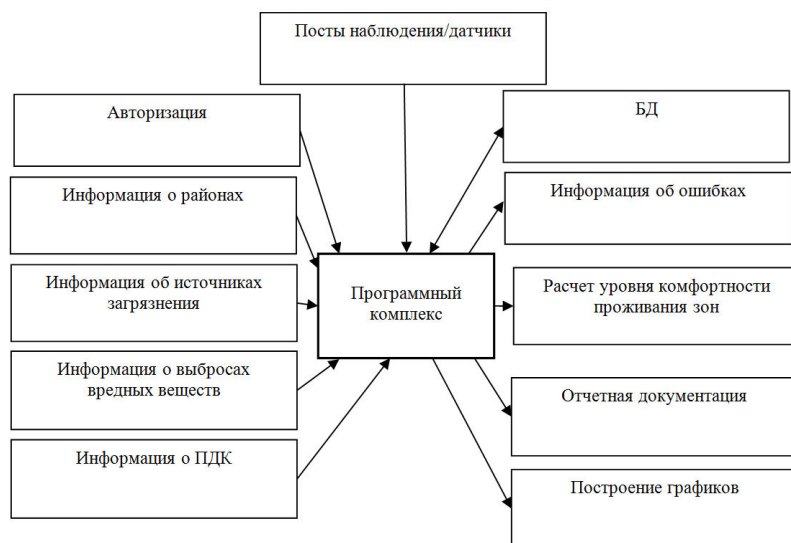 Посты наблюдения/датчики
Авторизация
БД
Информация о районах
Информация об ошибках
Информация об источниках
загрязнения
Программный
комплекс
Расчет уровня комфортности
проживания зон
Информация о выбросах
вредных веществ
Отчетная документация
Информация о ПДК
Построение графиков